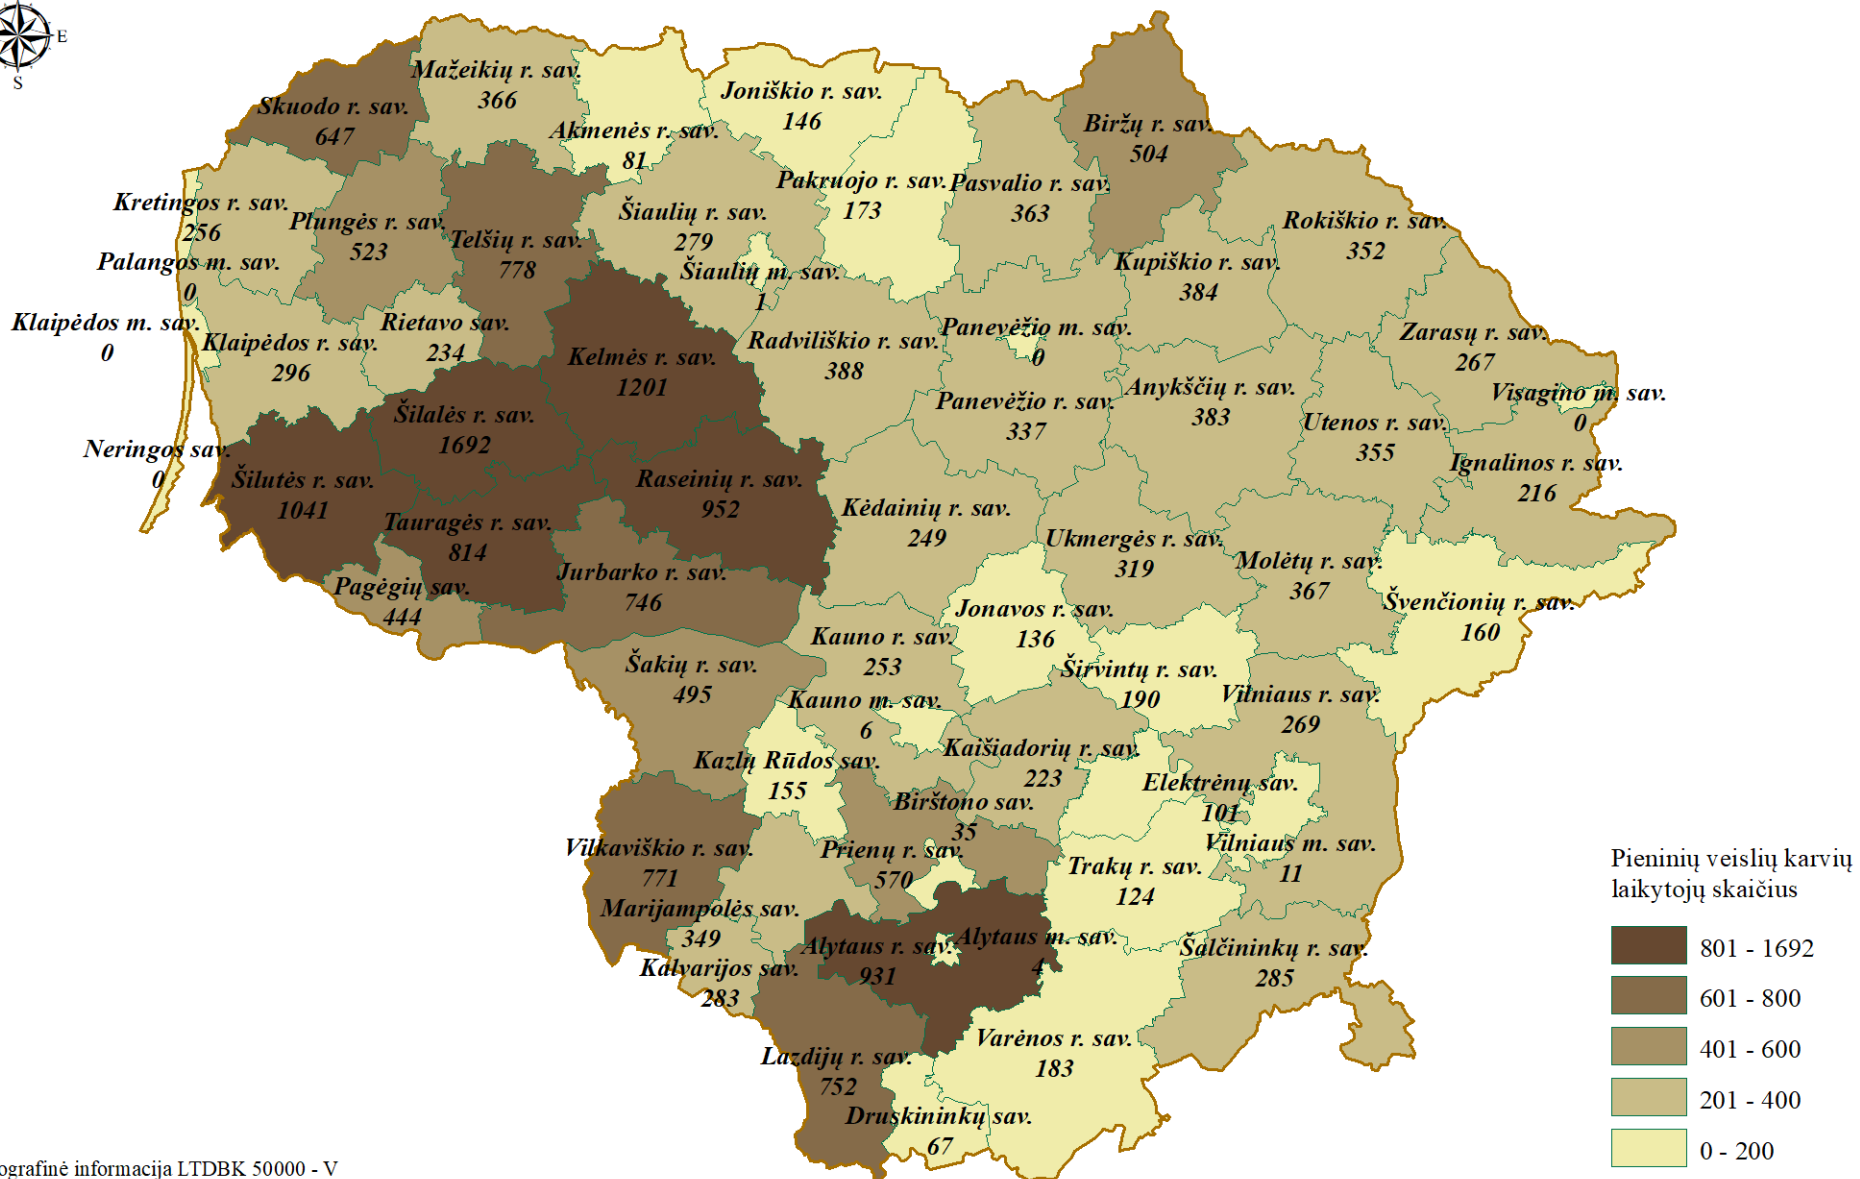 E
S
Mažeikių r. sav.
366
Skuodo r. sav.
647
Akmenės r. sav.
81
Joniškio r. sav.
146
Biržų r. sav.
504
Kretingos r. sav.
256
Plungės r. sav.
523
Telšių r. sav.
778
Šiaulių r. sav.
279
Pakruojo r. sav.
173
Pasvalio r. sav.
363
Rokiškio r. sav.
352
Palangos m. sav.
0
Šiaulių m. sav.
1
Kupiškio r. sav.
384
Klaipėdos m. sav.
0
Klaipėdos r. sav.
296
Rietavo sav.
234
Kelmės r. sav.
1201
Radviliškio r. sav.
388
Panevėžio m. sav.
0
Zarasų r. sav.
267
Visagino m. sav.
0
Šilalės r. sav.
1692
Panevėžio r. sav.
337
Anykščių r. sav.
383
Utenos r. sav.
355
Ignalinos r. sav.
216
Neringos sav.
0
Šilutės r. sav.
1041
Raseinių r. sav.
952
Tauragės r. sav.
814
Kėdainių r. sav.
249
Ukmergės r. sav.
319
Molėtų r. sav.
367
Švenčionių r. sav.
160
Pagėgių sav.
444
Jurbarko r. sav.
746
Jonavos r. sav.
136
Šakių r. sav.
495
Kauno r. sav.
253
Širvintų r. sav.
190
Vilniaus r. sav.
269
Kauno m. sav.
6
Kazlų Rūdos sav.
155
Kaišiadorių r. sav.
223
Elektrėnų sav.
101
Birštono sav.
35
Vilkaviškio r. sav.
771
Prienų r. sav.
570
Trakų r. sav.
124
Vilniaus m. sav.
11
Marijampolės sav.
349
Kalvarijos sav.
283
Alytaus r. sav.
931
Alytaus m. sav.
4
Šalčininkų r. sav.
285
Lazdijų r. sav.
752
Varėnos r. sav.
183
Druskininkų sav.
67
Pieninių veislių karvių
laikytojų skaičius
801 - 1692
601 - 800
401 - 600
201 - 400
0 - 200
ografinė informacija LTDBK 50000 - V